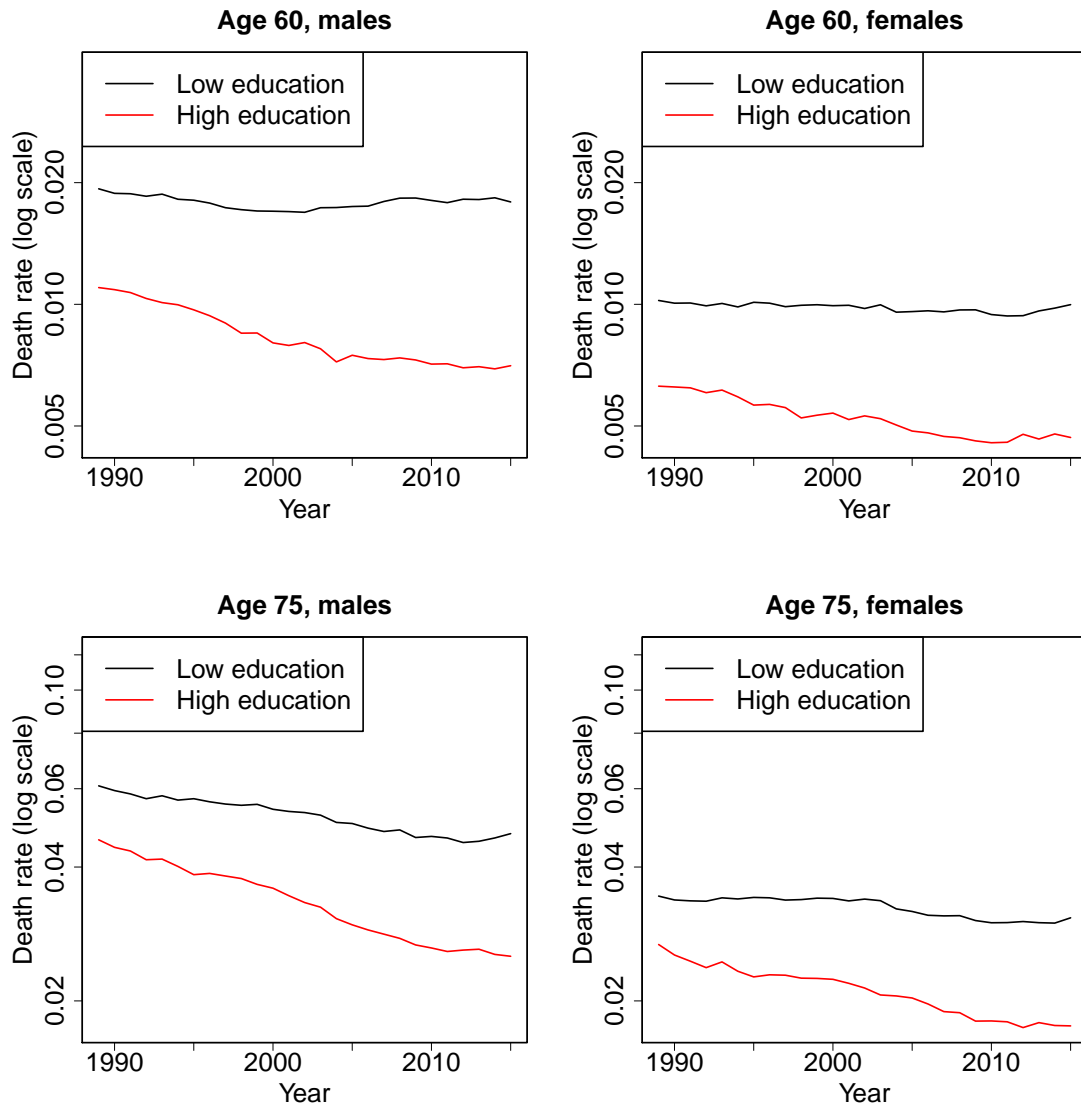 Age 60, males
Low education
High education
Death rate (log scale)
0.020
0.010
0.005
1990
2000
2010
Year
Age 60, females
Low education
High education
Death rate (log scale)
0.020
0.010
0.005
1990
2000
2010
Year
Age 75, males
Low education
High education
Death rate (log scale)
0.10
0.06
0.04
0.02
1990
2000
2010
Year
Age 75, females
Low education
High education
Death rate (log scale)
0.10
0.06
0.04
0.02
1990
2000
2010
Year